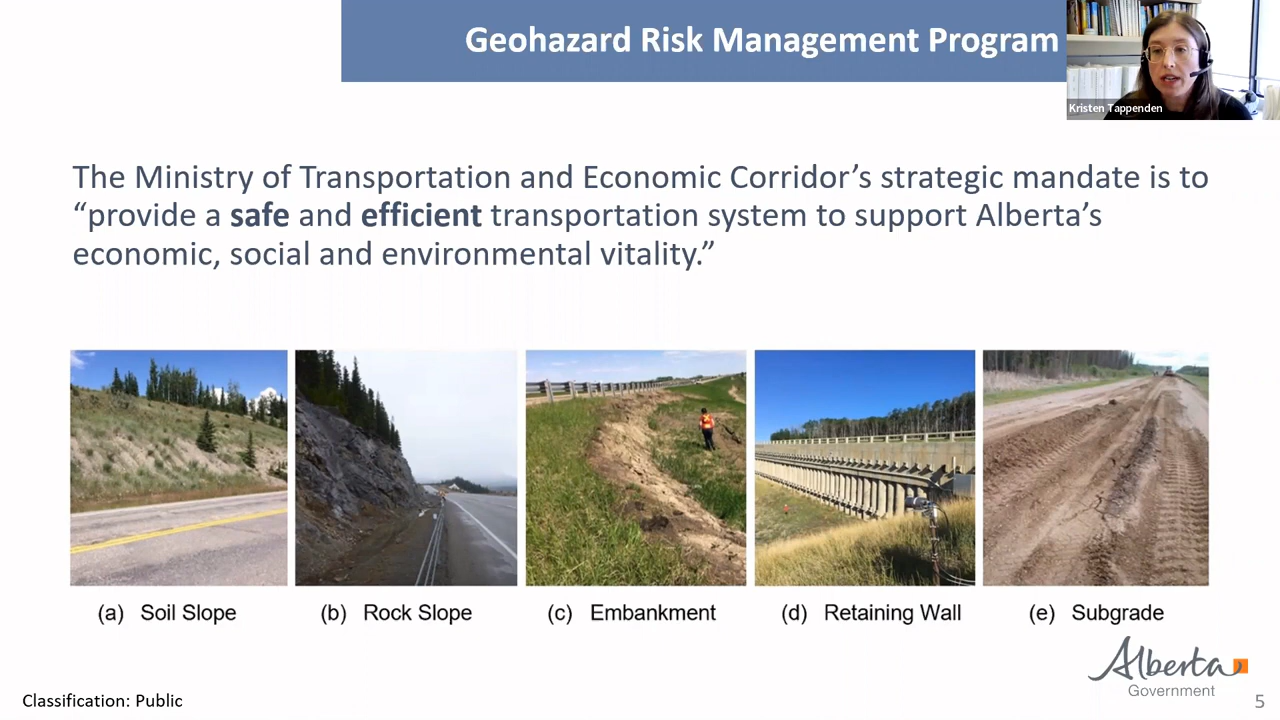 Geohazard Risk Management Program
Kristen Tappenden
The Ministry of Transportation and Economic Corridor’s strategic mandate is to
“provide a safe and efficient transportation system to support Alberta’s
economic, social and environmental vitality.”
(a) Soil Slope
(b) Rock Slope
(c) Embankment
(d) Retaining Wall
(e) Subgrade
Alberta
Government
Classification: Public
5